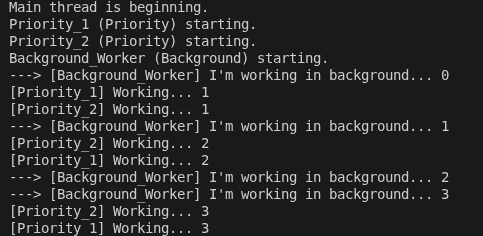 Main thread is beginning.
Priority_1 (Priority) starting.
Priority_2 (Priority) starting.
Background_Worker (Background) starting.
---> [Background_Worker] I'm working in background... 0
[Priority_1] Working... 1
[Priority_2] Working... 1
---> [Background_Worker] I'm working in background... 1
[Priority_2] Working... 2
[Priority_1] Working... 2
---> [Background_Worker] I'm working in background... 2
---> [Background_Worker] I'm working in background... 3
[Priority_2] Working... 3
[Priority_1] Working... 3